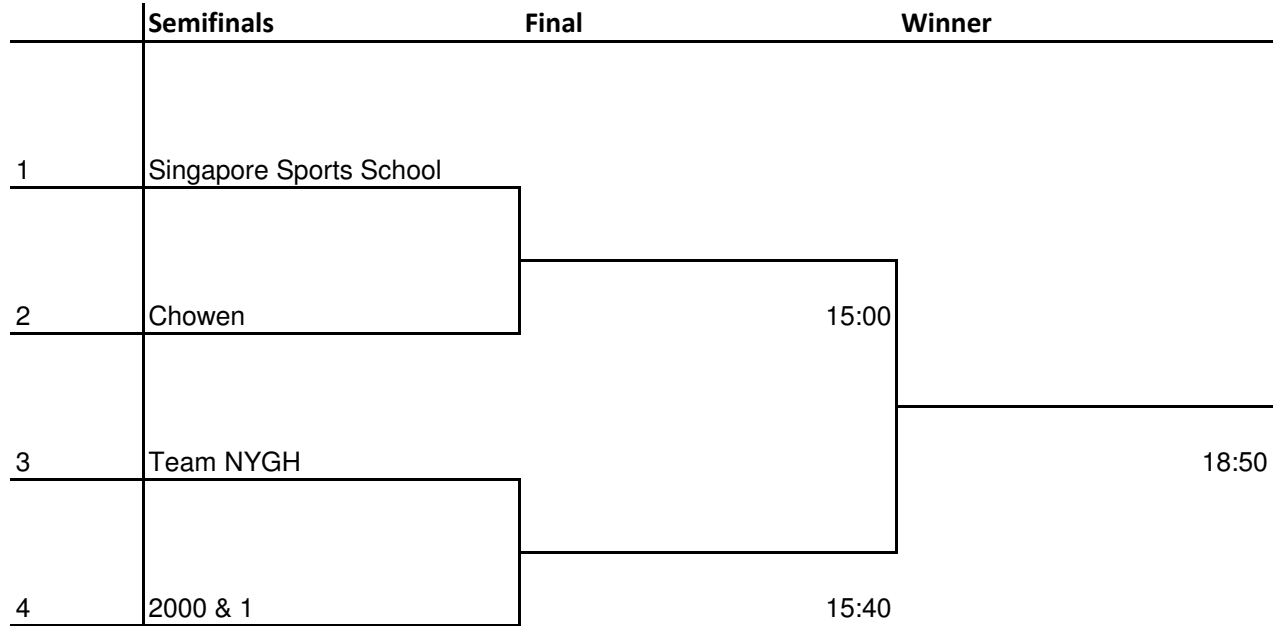 Semifinals Final Winner
1 Singapore Sports School
2 Chowen 15:00
3 Team NYGH 18:50
4 2000 & 1 15:40